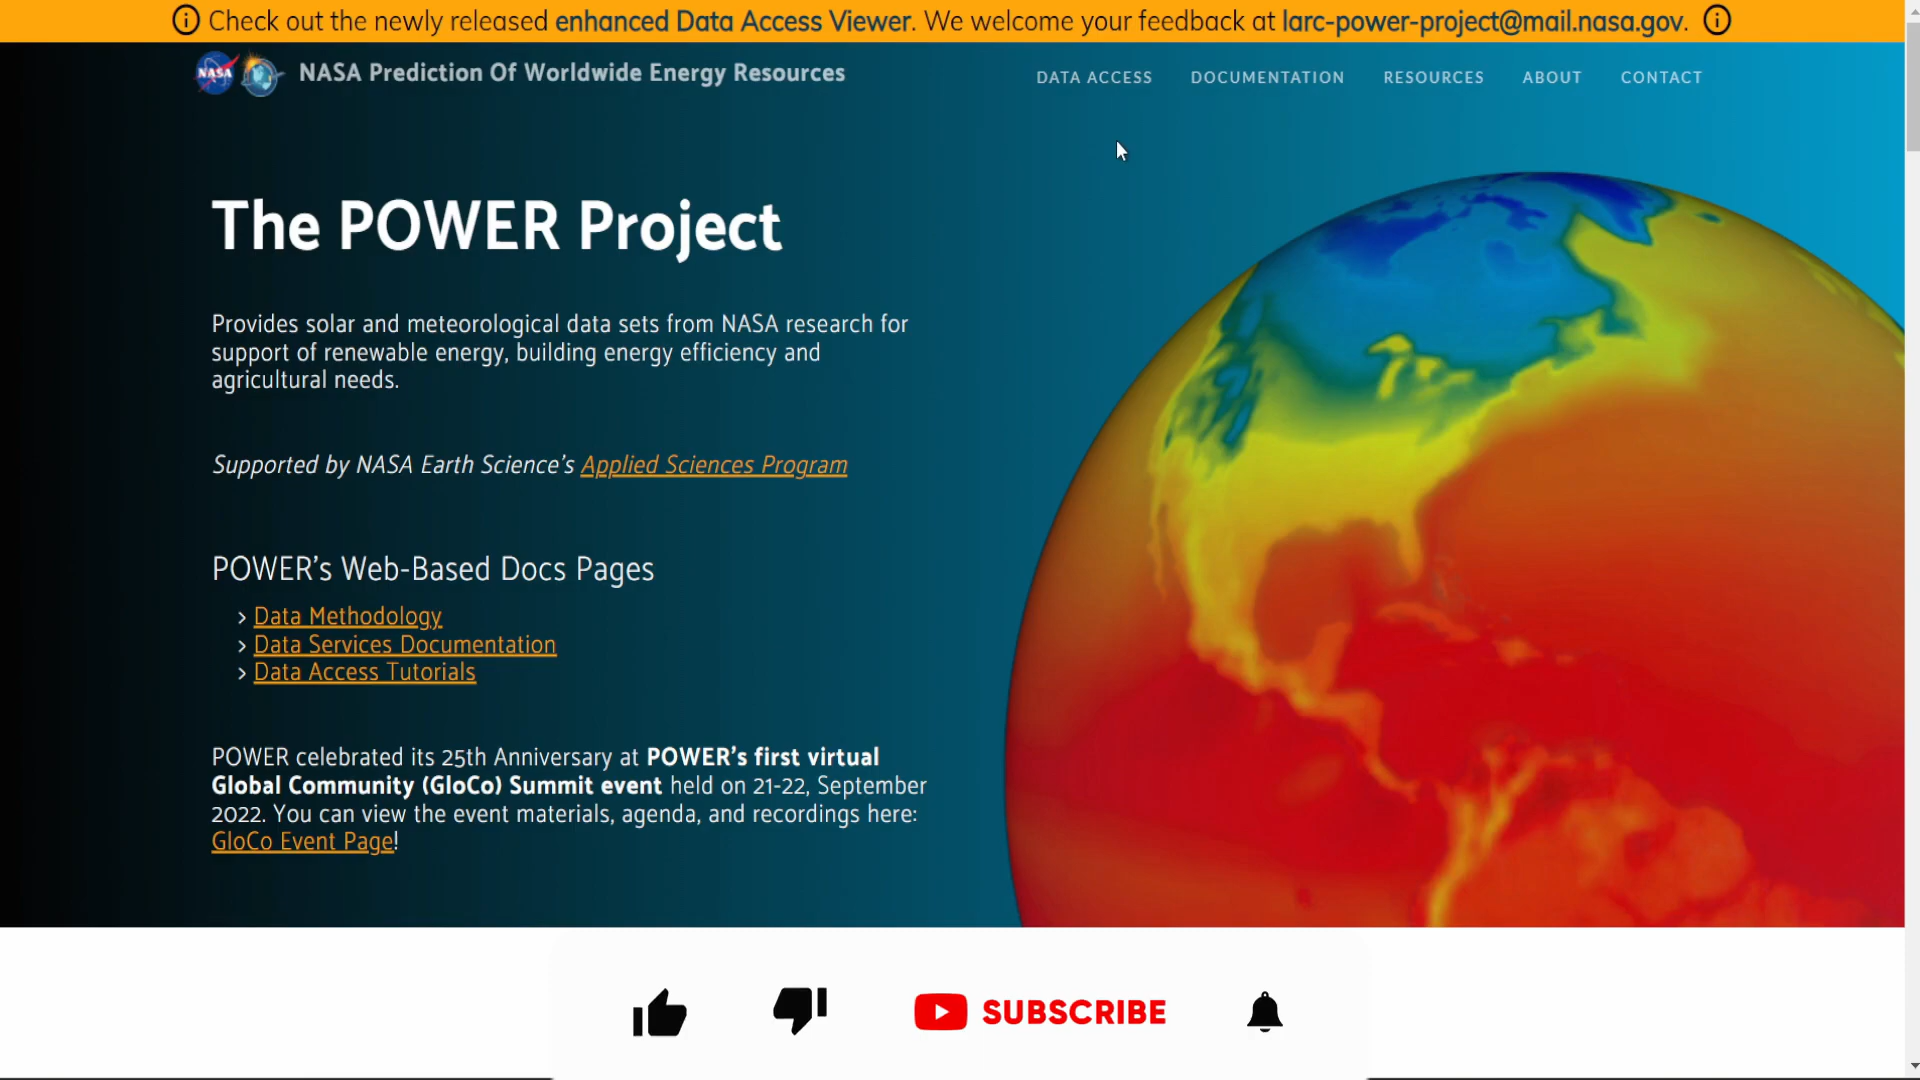 Check out the newly released enhanced Data Access Viewer. We welcome your feedback at larc-power-project@mail.nasa.gov.
NASA
NASA Prediction Of Worldwide Energy Resources
DATA ACCESS
DOCUMENTATION
RESOURCES
ABOUT
CONTACT
The POWER Project
Provides solar and meteorological data sets from NASA research for
support of renewable energy, building energy efficiency and
agricultural needs.
Supported by NASA Earth Science's Applied Sciences Program
POWER's Web-Based Docs Pages
> Data Methodology
> Data Services Documentation
> Data Access Tutorials
POWER celebrated its 25th Anniversary at POWER's first virtual
Global Community (GloCo) Summit event held on 21-22, September
2022. You can view the event materials, agenda, and recordings here:
GloCo Event Page!
SUBSCRIBE